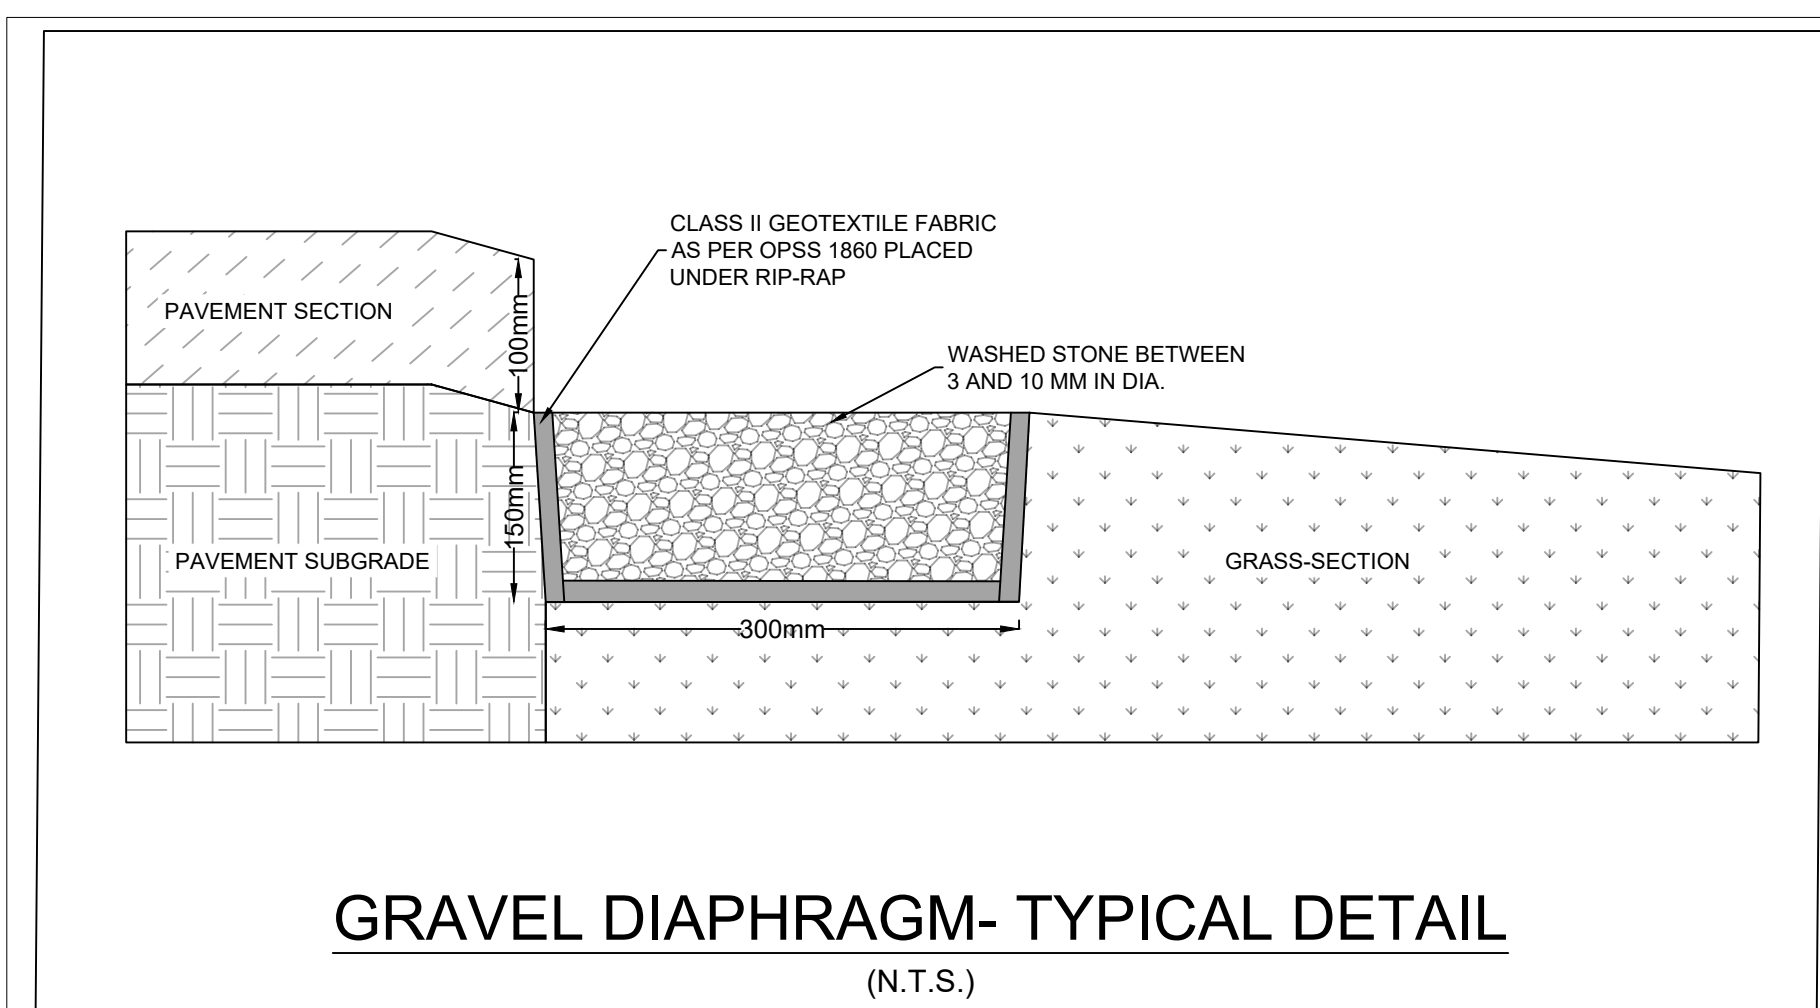 CLASS II GEOTEXTILE FABRIC
AS PER OPSS 1860 PLACED
UNDER RIP-RAP
PAVEMENT SECTION
100mm
WASHED STONE BETWEEN
3 AND 10 MM IN DIA.
150mm
PAVEMENT SUBGRADE
GRASS-SECTION
300mm
GRAVEL DIAPHRAGM- TYPICAL DETAIL
(N.T.S.)